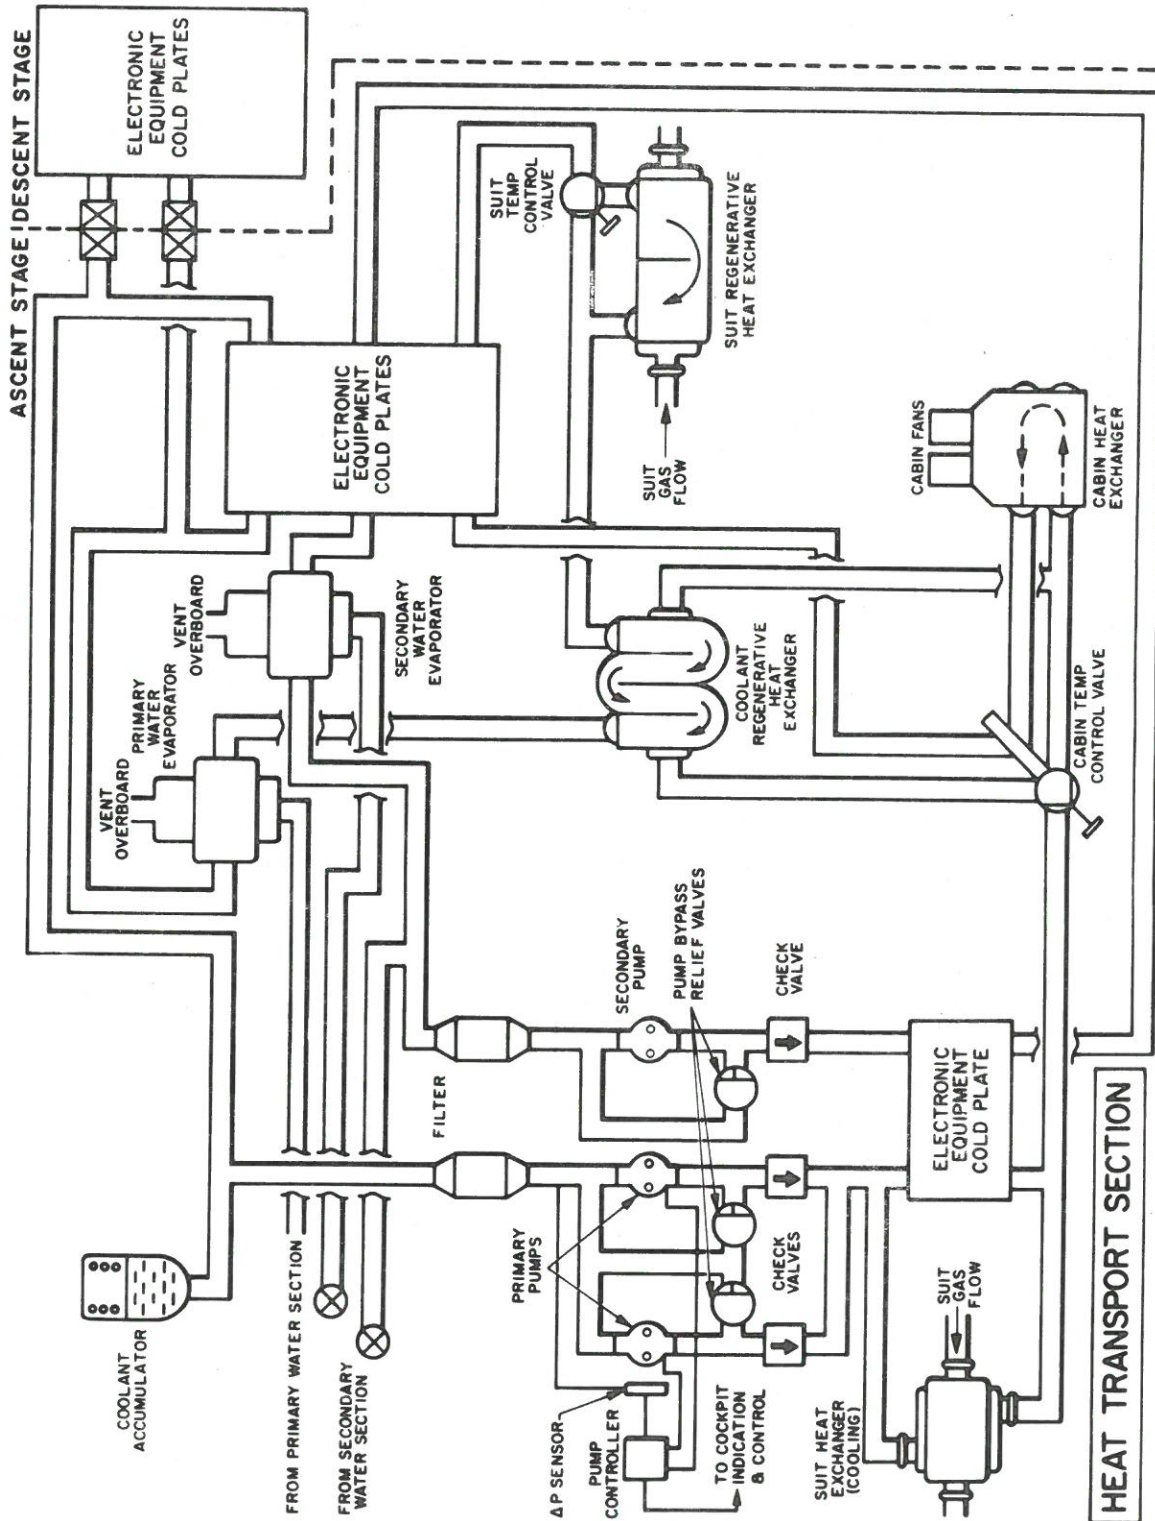 ASCENT STAGE
DESCENT STAGE
ELECTRONIC
EQUIPMENT
COLD PLATES
COOLANT
ACCUMULATOR
VENT
OVERBOARD
PRIMARY
WATER
EVAPORATOR
VENT
OVERBOARD
SECONDARY
WATER
EVAPORATOR
ELECTRONIC
EQUIPMENT
COLD PLATES
SUIT
TEMP
CONTROL
VALVE
FROM PRIMARY WATER SECTION
FROM SECONDARY
WATER SECTION
FILTER
SUIT
GAS
FLOW
SUIT REGENERATIVE
HEAT EXCHANGER
ΔP SENSOR
PUMP
CONTROLLER
PRIMARY
PUMPS
SECONDARY
PUMP
PUMP BYPASS
RELIEF VALVES
COOLANT
REGENERATIVE
HEAT
EXCHANGER
TO COCKPIT
INDICATION
& CONTROL
CHECK
VALVES
CHECK
VALVE
CABIN FANS
SUIT HEAT
EXCHANGER
(COOLING)
SUIT
GAS
FLOW
ELECTRONIC
EQUIPMENT
COLD PLATE
CABIN TEMP
CONTROL VALVE
CABIN HEAT
EXCHANGER
HEAT TRANSPORT SECTION